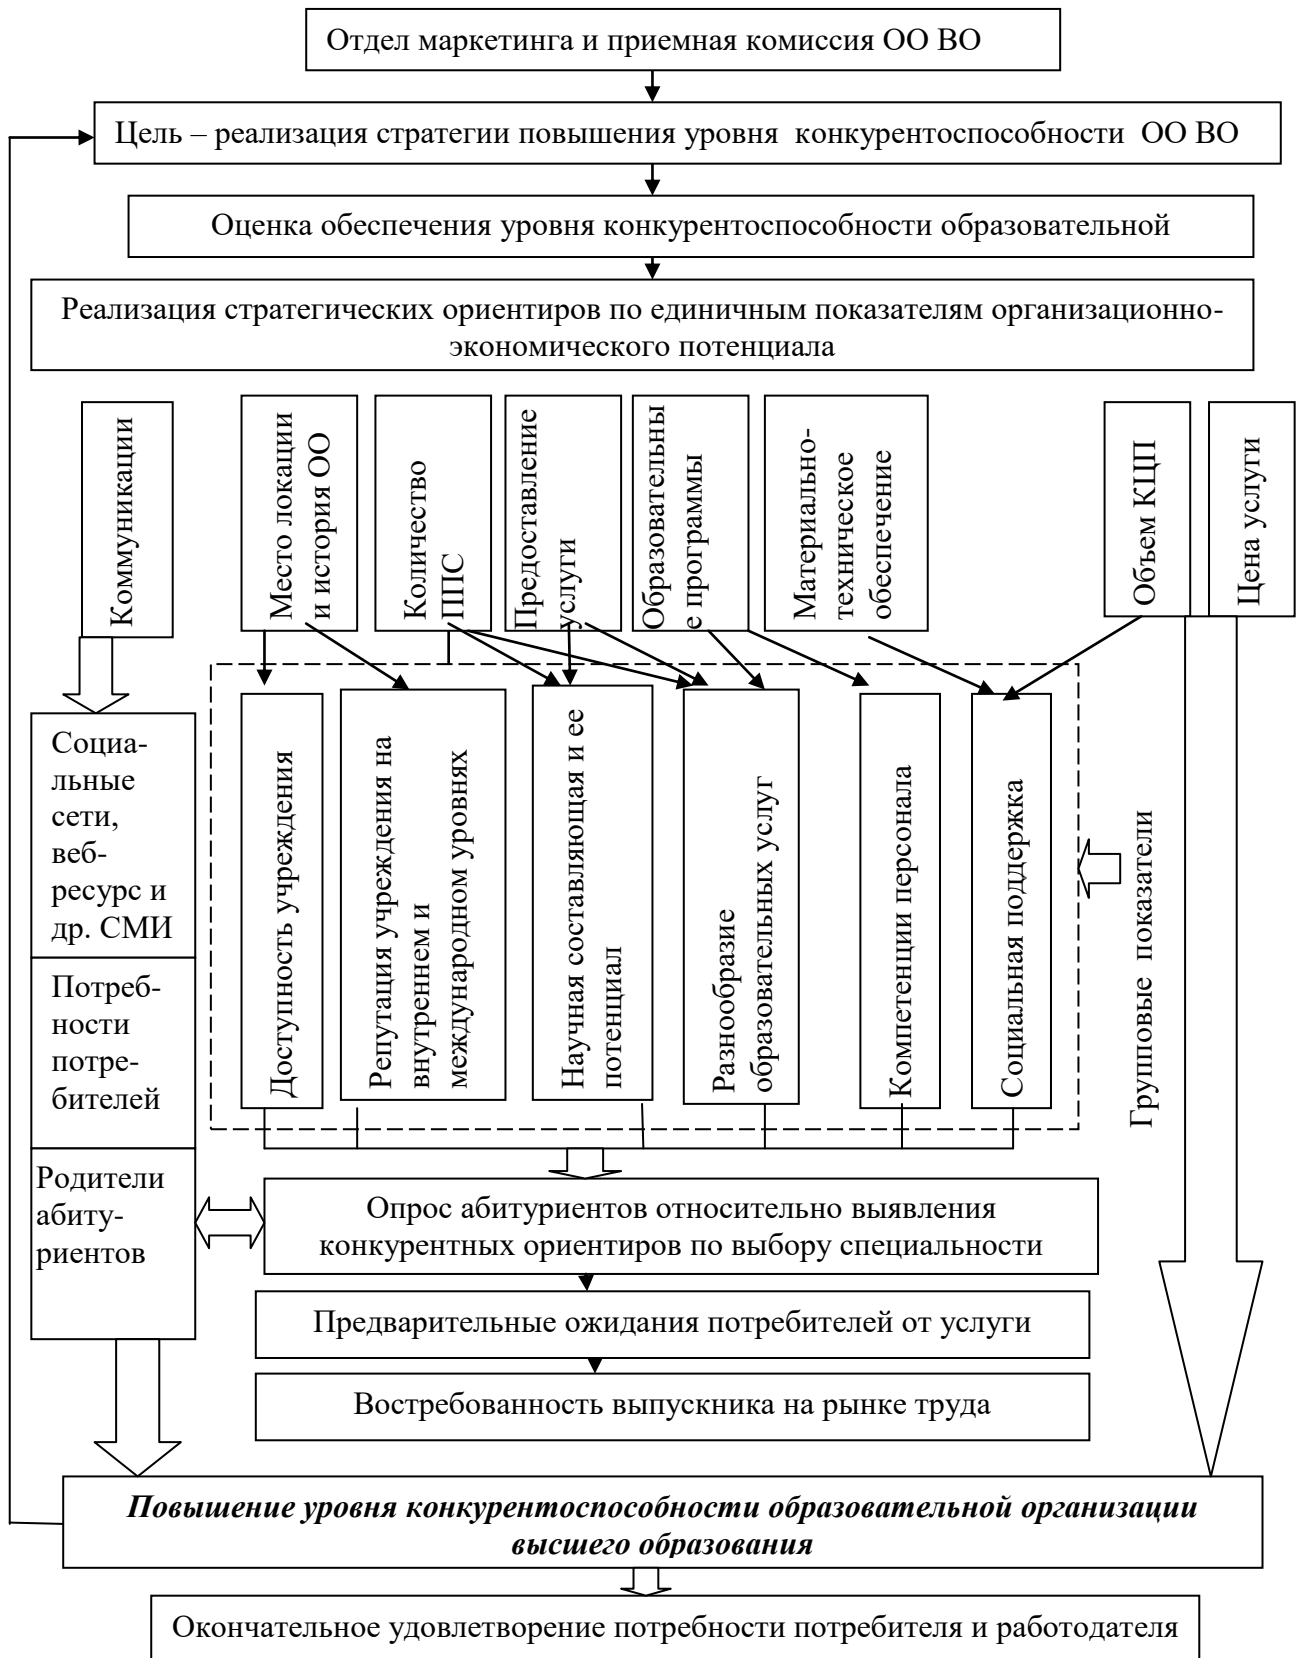 Отдел маркетинга и приемная комиссия ОО ВО
Цель – реализация стратегии повышения уровня конкурентоспособности ОО ВО
Оценка обеспечения уровня конкурентоспособности образовательной
Реализация стратегических ориентиров по единичным показателям организационно-
экономического потенциала
Коммуникации
Место локации
и история ОО
Количество
ППС
Предоставление
услуги
Образовательны
е программы
Материально-
техническое
обеспечение
Объем КЦП
Цена услуги
Социа-
льные
сети,
веб-
ресурс и
др. СМИ
Потреб-
ности
потре-
бителей
Родители
абиту-
риентов
Доступность учреждения
Репутация учреждения на
внутреннем и
международном уровнях
Научная составляющая и ее
потенциал
Разнообразие
образовательных услуг
Компетенции персонала
Социальная поддержка
Групповые показатели
Опрос абитуриентов относительно выявления
конкурентных ориентиров по выбору специальности
Предварительные ожидания потребителей от услуги
Востребованность выпускника на рынке труда
Повышение уровня конкурентоспособности образовательной организации
высшего образования
Окончательное удовлетворение потребности потребителя и работодателя